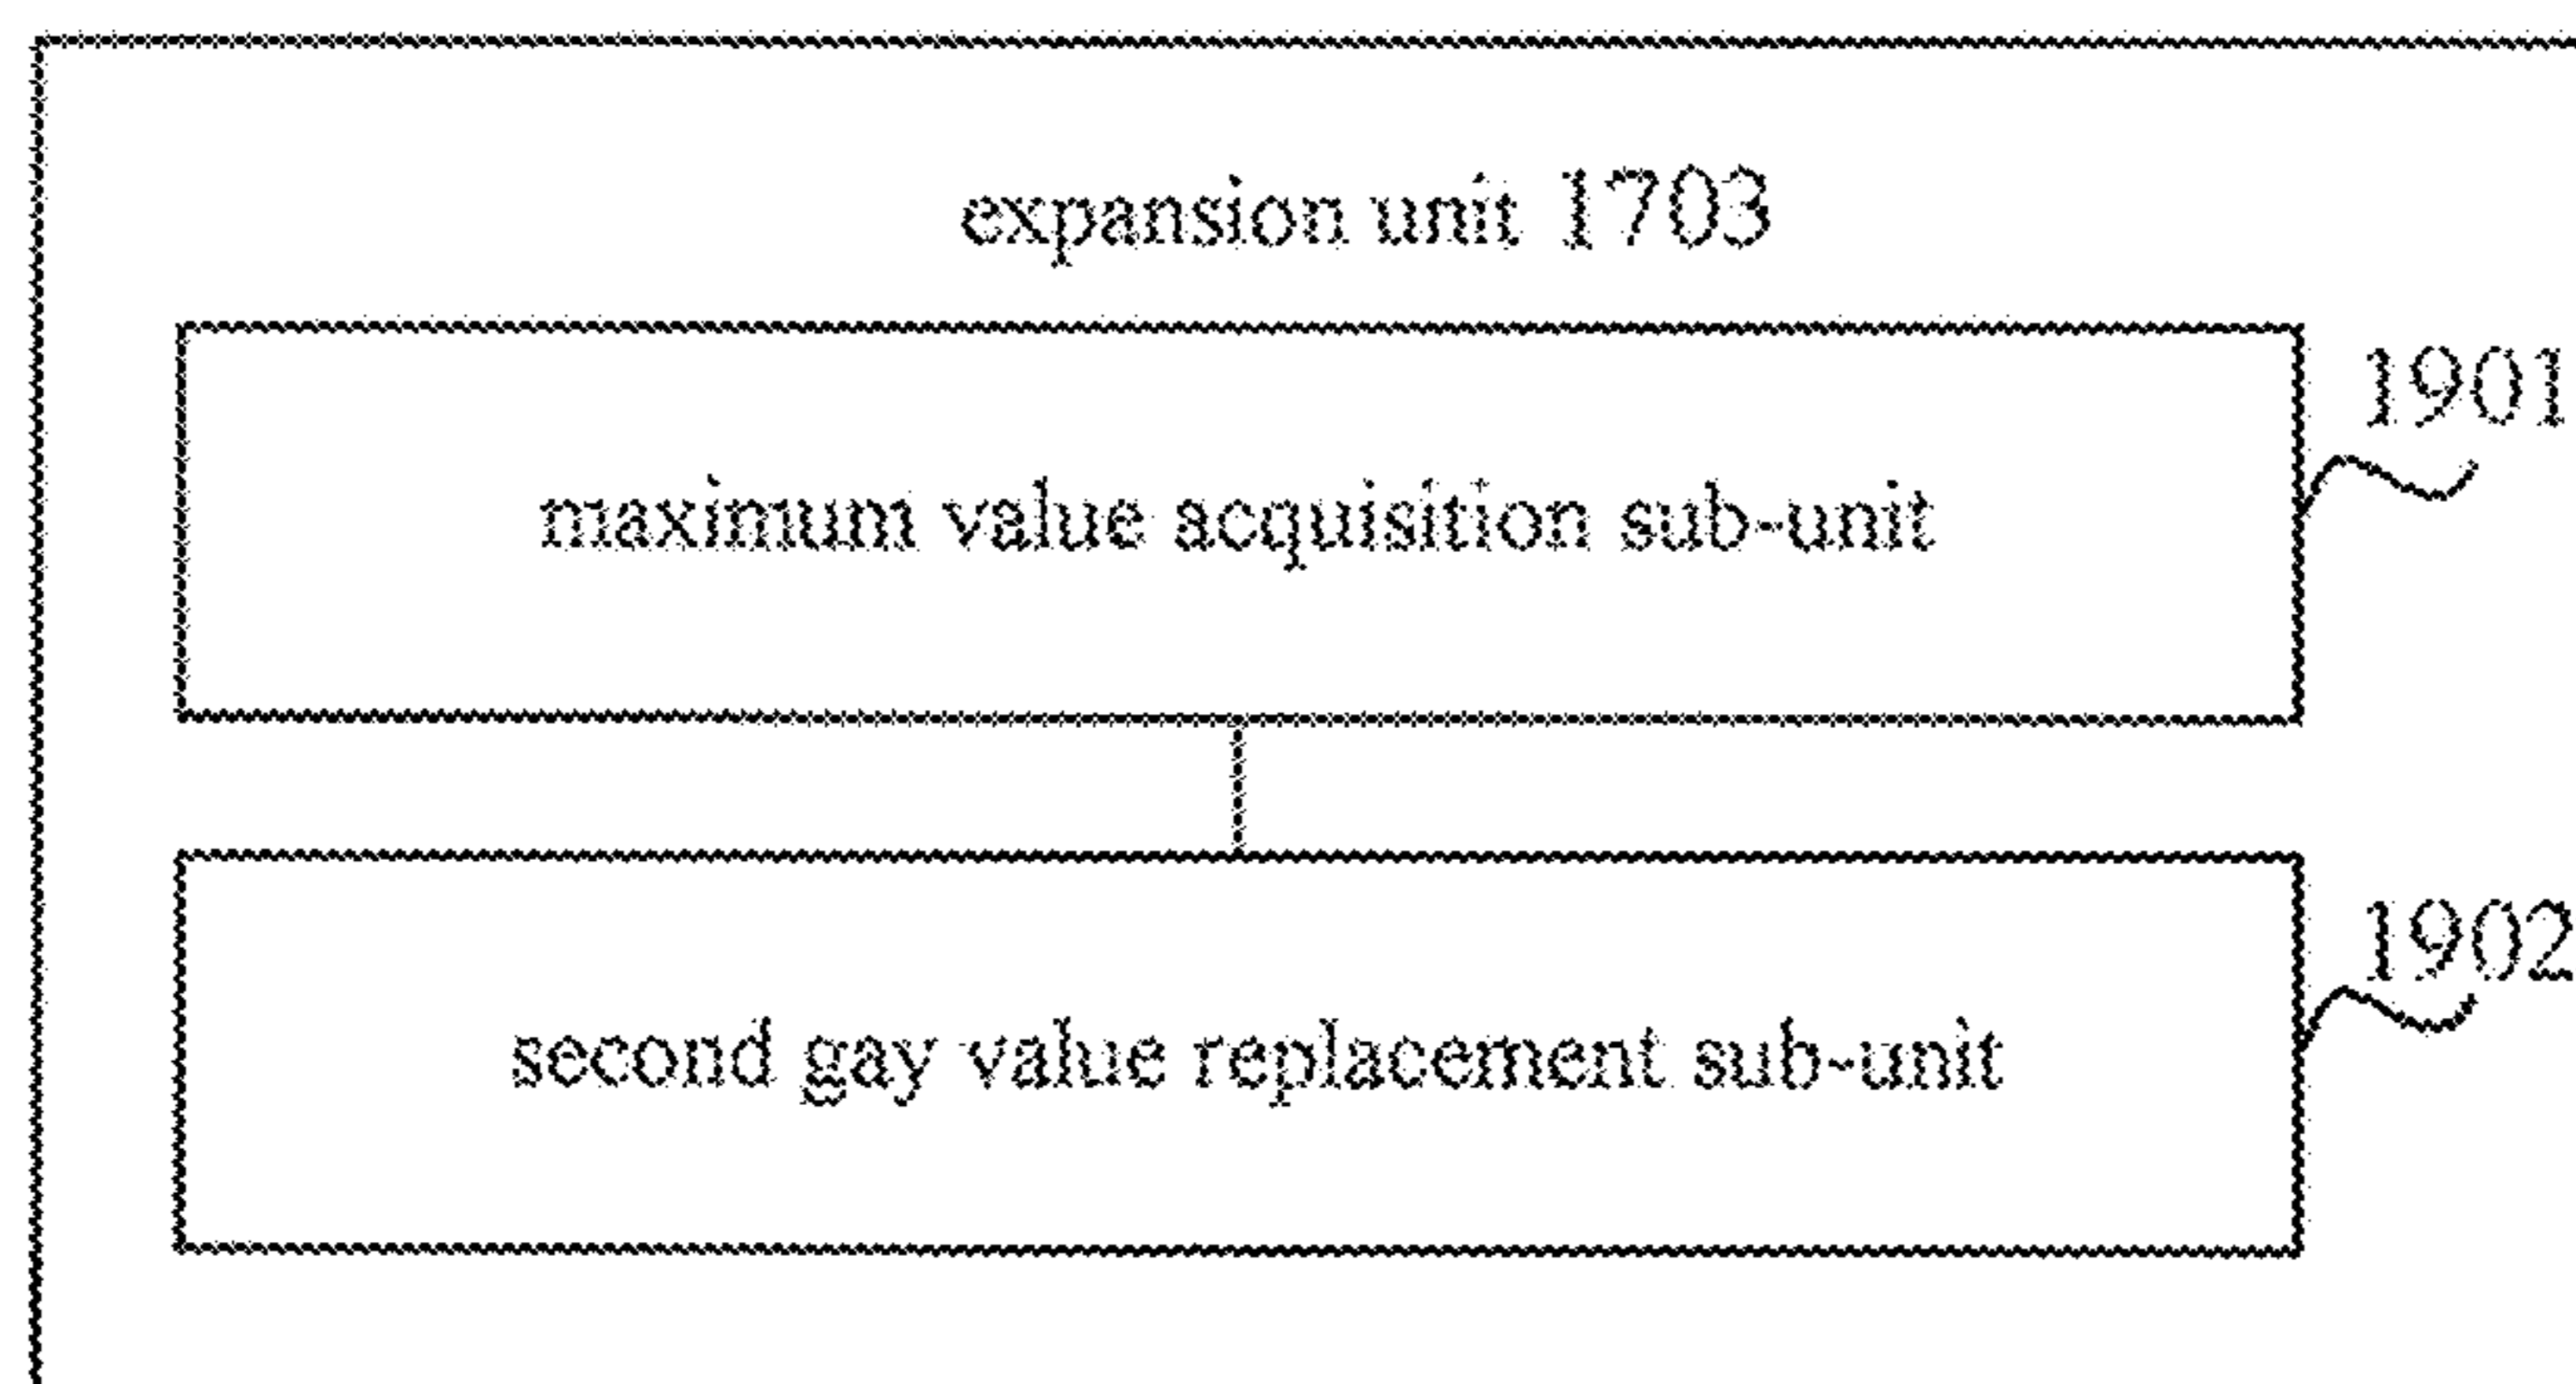 expansion unit 1703
1901
maximum value acquisition sub-unit
1902
second gay value replacement sub-unit